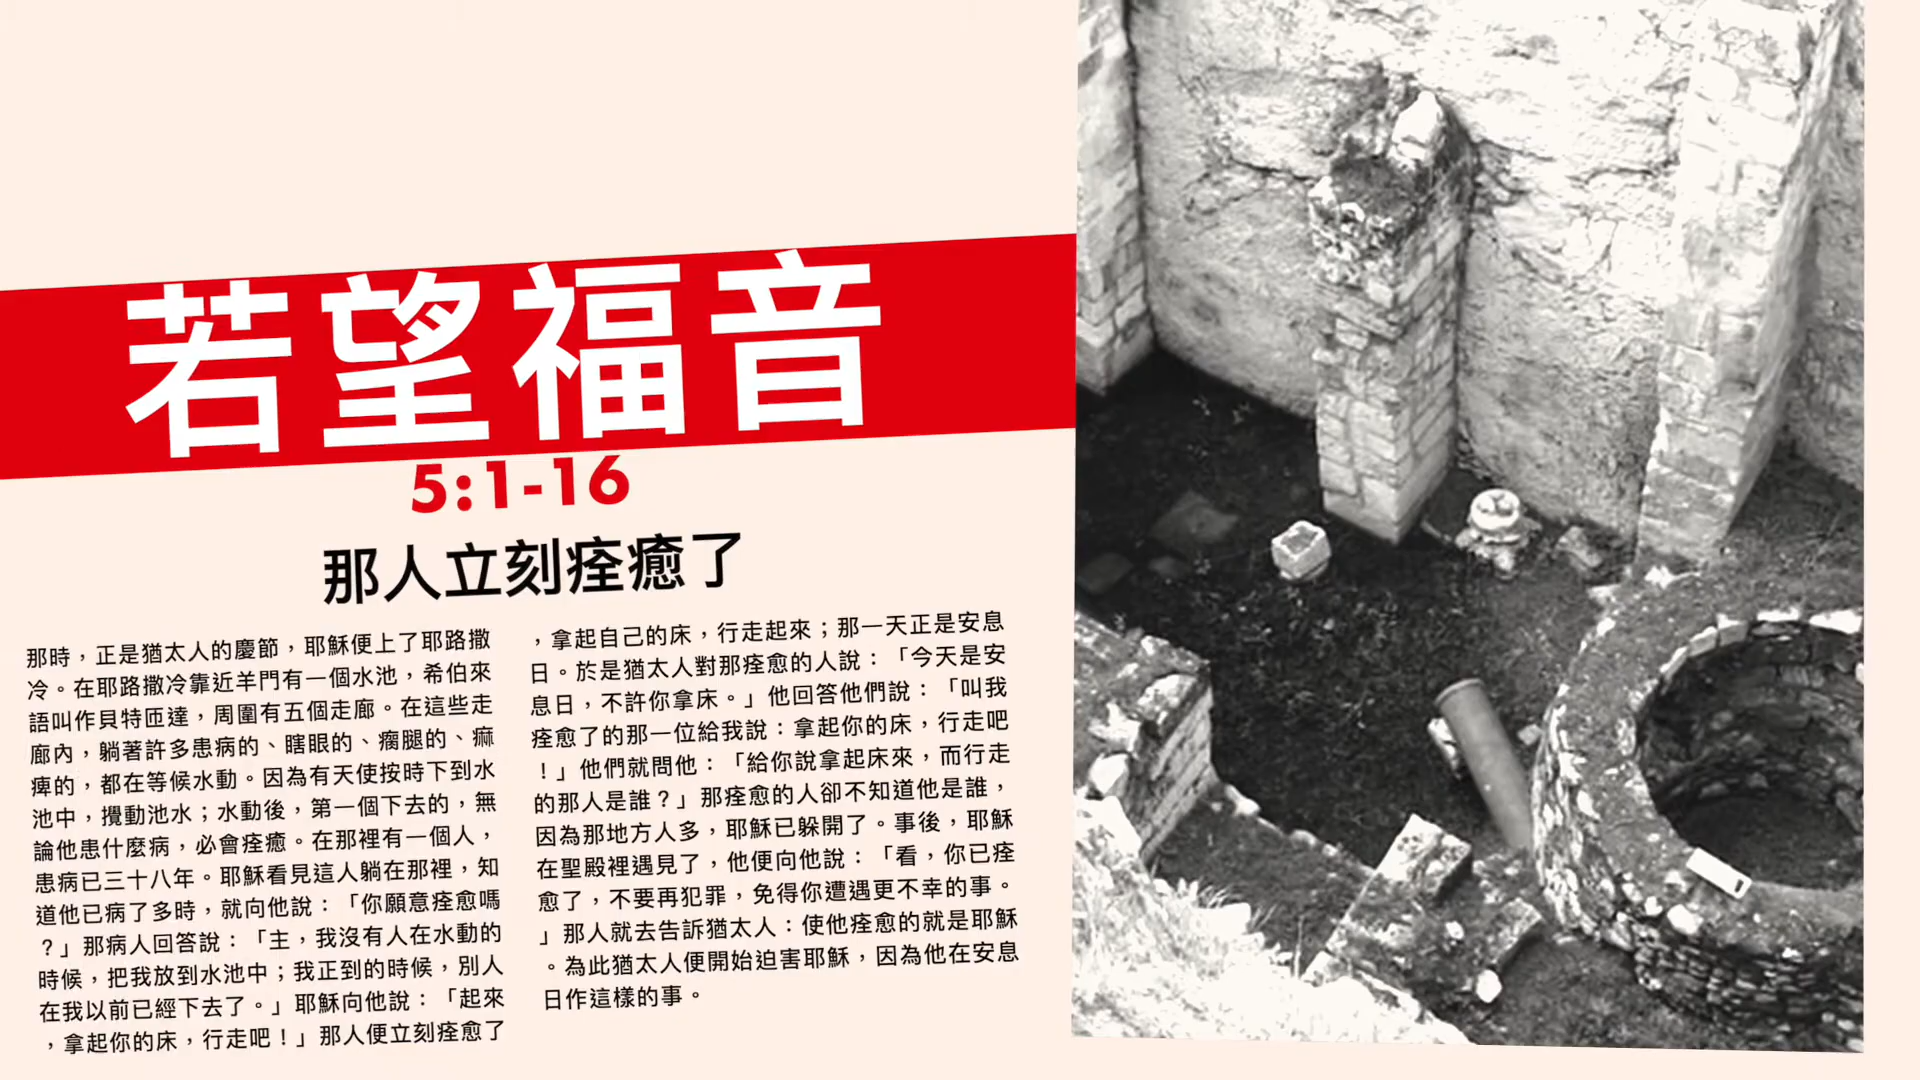 若望福音
5:1-16
那人立刻痊癒了
那時，正是猶太人的慶節，耶穌便上了耶路撒
冷。在耶路撒冷靠近羊門有一個水池，希伯來
語叫作貝特匝達，周圍有五個走廊。在這些走
廊內，躺著許多患病的、瞎眼的、瘸腿的、痲
痺的，都在等候水動。因為有天使按時下到水
池中，攪動池水；水動後，第一個下去的，無
論他患什麼病，必會痊癒。在那裡有一個人，
患病已三十八年。耶穌看見這人躺在那裡，知
道他已病了多時，就向他說：「你願意痊愈嗎
？」那病人回答說：「主，我沒有人在水動的
時候，把我放到水池中；我正到的時候，別人
在我以前已經下去了。」耶穌向他說：「起來
，拿起你的床，行走吧！」那人便立刻痊愈了
，拿起自己的床，行走起來；那一天正是安息
日。於是猶太人對那痊愈的人說：「今天是安
息日，不許你拿床。」他回答他們說：「叫我
痊愈了的那一位給我說：拿起你的床，行走吧
！」他們就問他：「給你說拿起床來，而行走
的那人是誰？」那痊愈的人卻不知道他是誰，
因為那地方人多，耶穌已躲開了。事後，耶穌
在聖殿裡遇見了，他便向他說：「看，你已痊
愈了，不要再犯罪，免得你遭遇更不幸的事。
」那人就去告訴猶太人：使他痊愈的就是耶穌
。為此猶太人便開始迫害耶穌，因為他在安息
日作這樣的事。